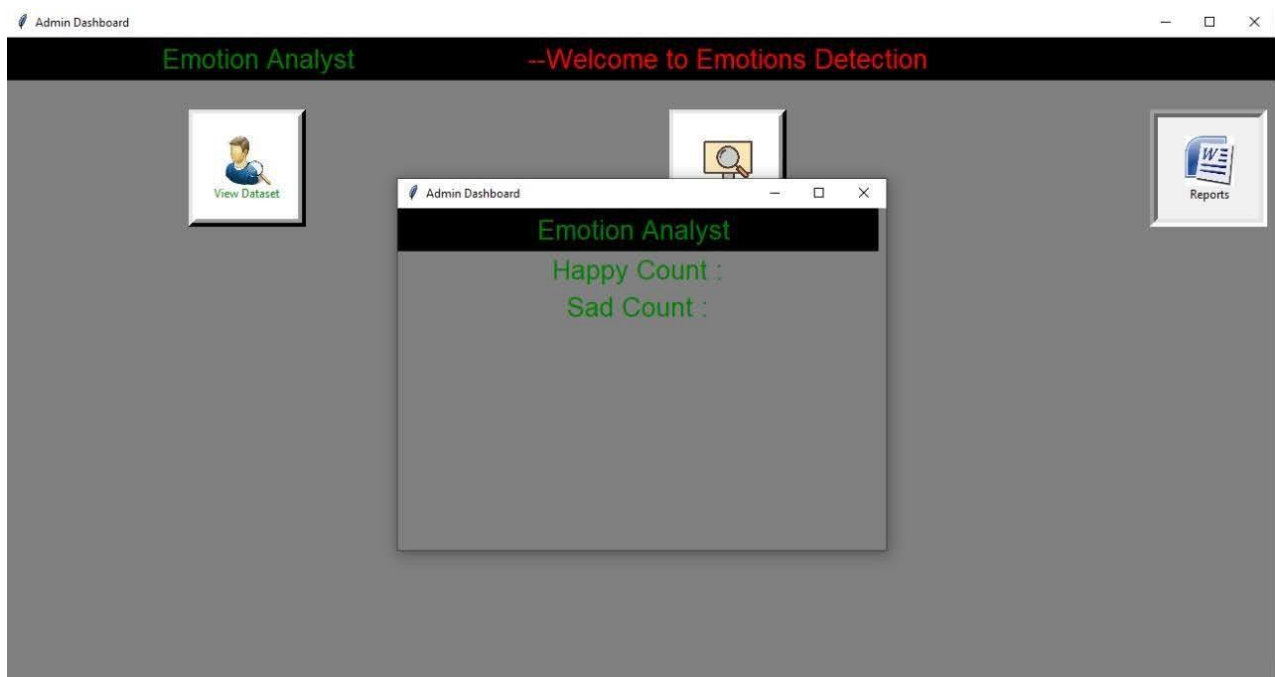 Admin Dashboard
Emotion Analyst --Welcome to Emotions Detection
View Dataset
W
Reports
Admin Dashboard
Emotion Analyst
Happy Count :
Sad Count :